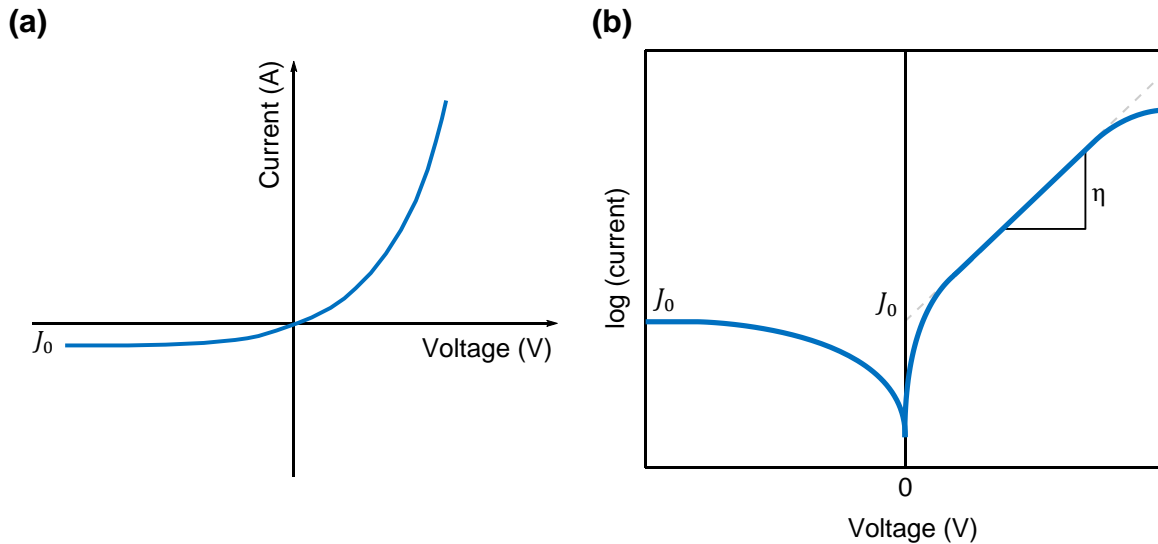 (a)
Current (A)
J₀
Voltage (V)
(b)
log (current)
J₀
J₀
η
0
Voltage (V)